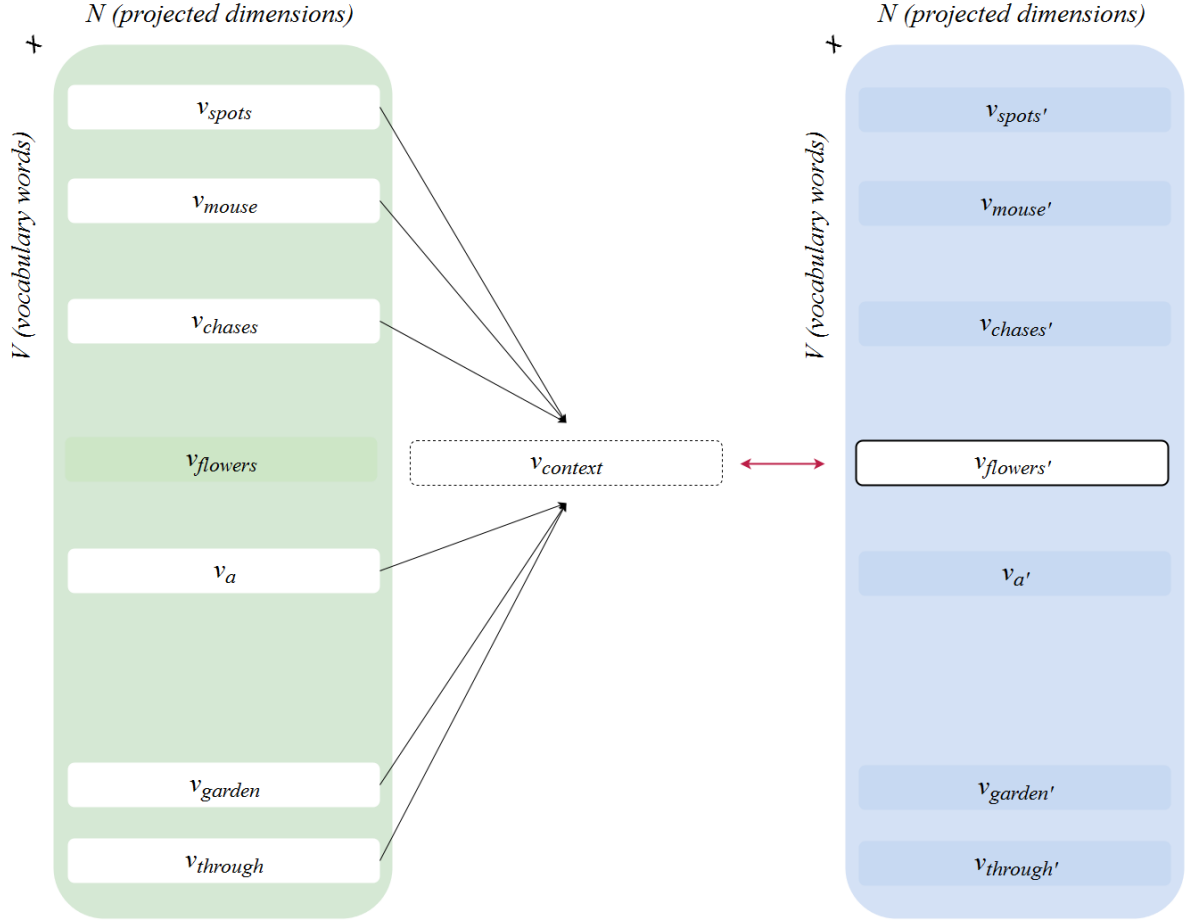 N (projected dimensions)
x
V (vocabulary words)
v_spots
v_mouse
v_chases
v_flowers
v_a
v_garden
v_through
v_context
N (projected dimensions)
x
V (vocabulary words)
v_spots'
v_mouse'
v_chases'
v_flowers'
v_a'
v_garden'
v_through'